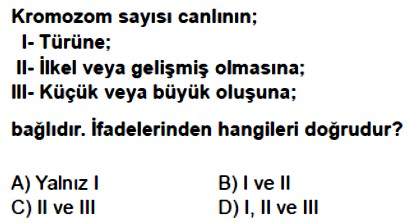 Kromozom sayısı canlının;
I- Türüne;
II- İlkel veya gelişmiş olmasına;
III- Küçük veya büyük oluşuna;
bağlıdır. İfadelerinden hangileri doğrudur?
A) Yalnız I B) I ve II
C) II ve III D) I, II ve III